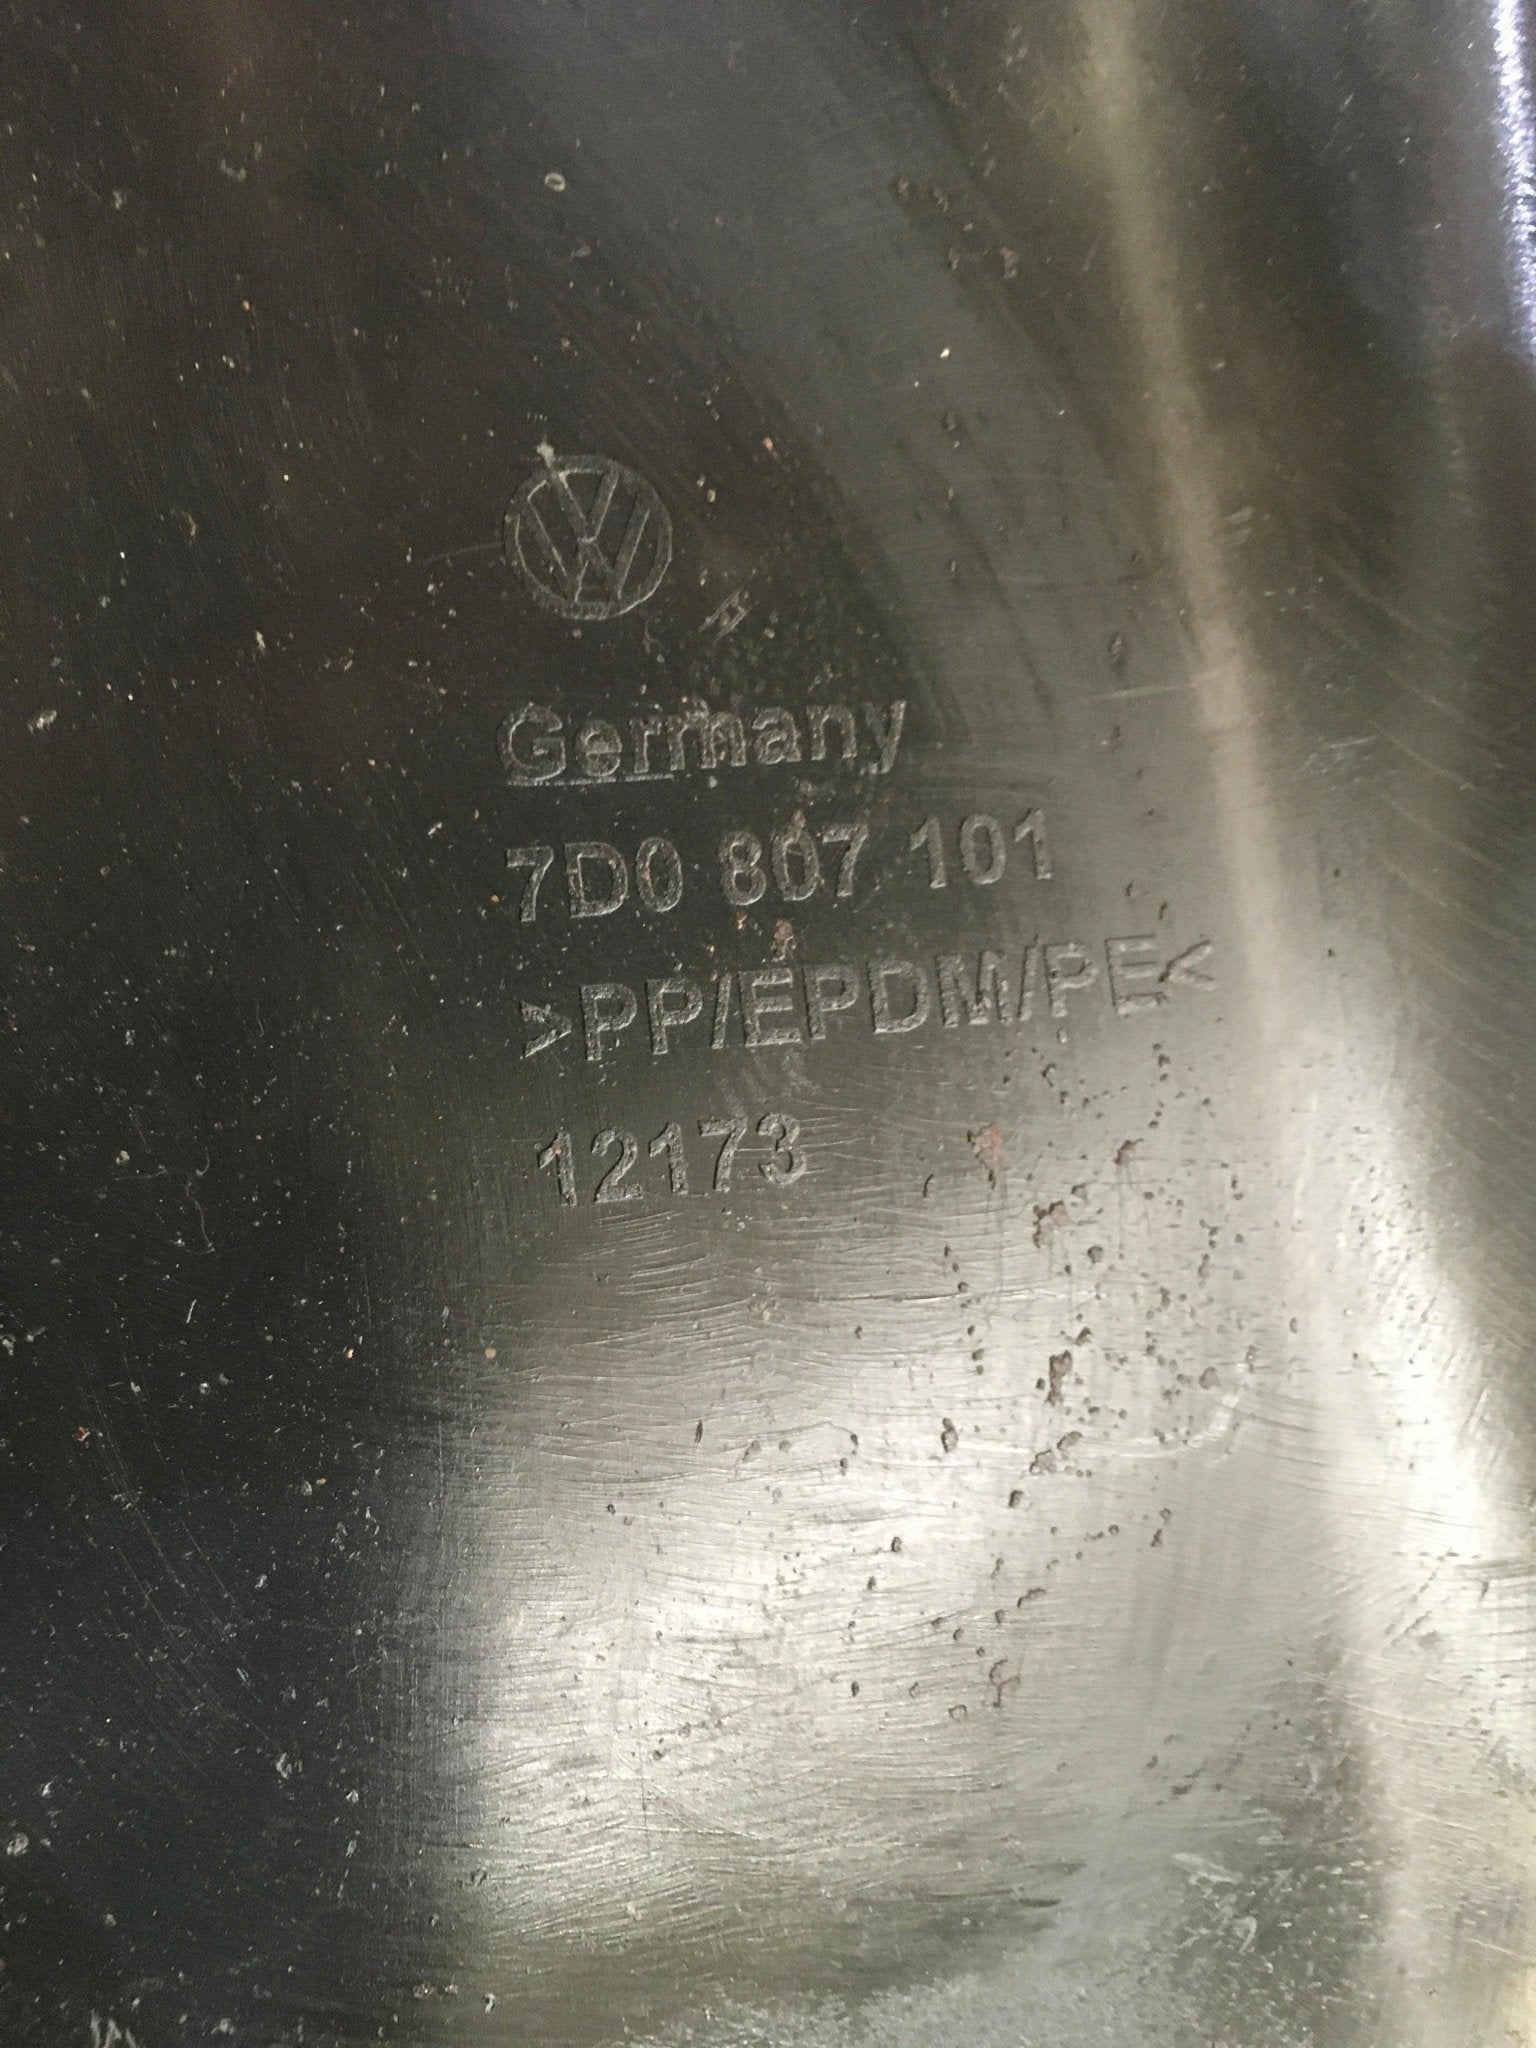 Germany
7D0 807 101
>PP/EPDM/PE<
12173